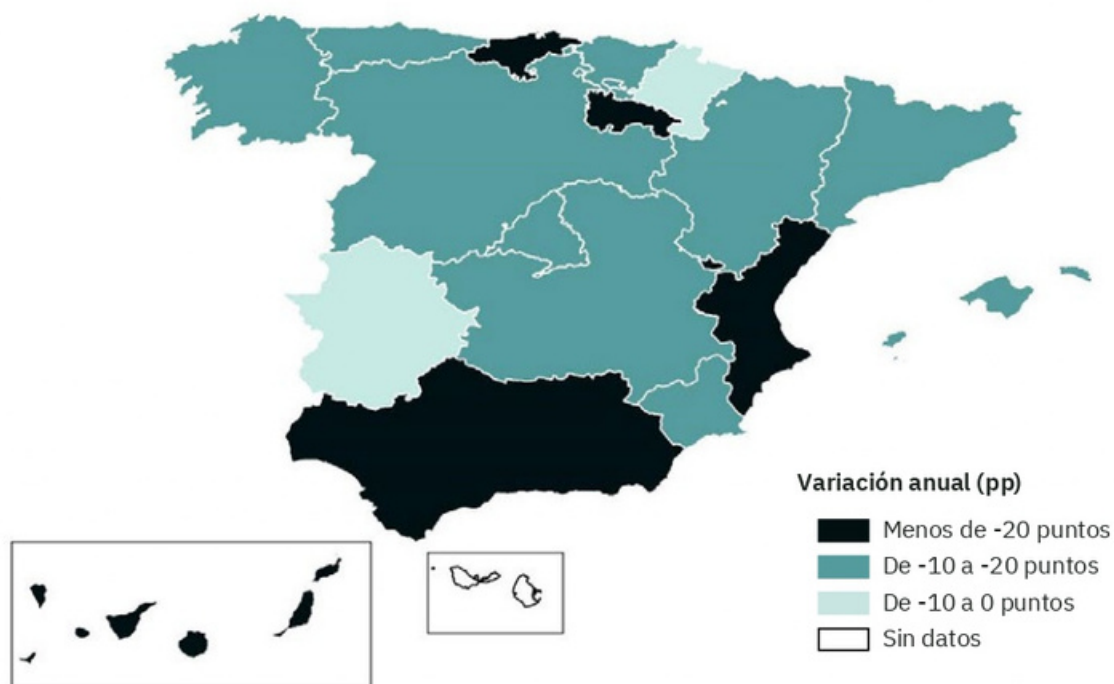 Variación anual (pp)
Menos de -20 puntos
De -10 a -20 puntos
De -10 a 0 puntos
Sin datos